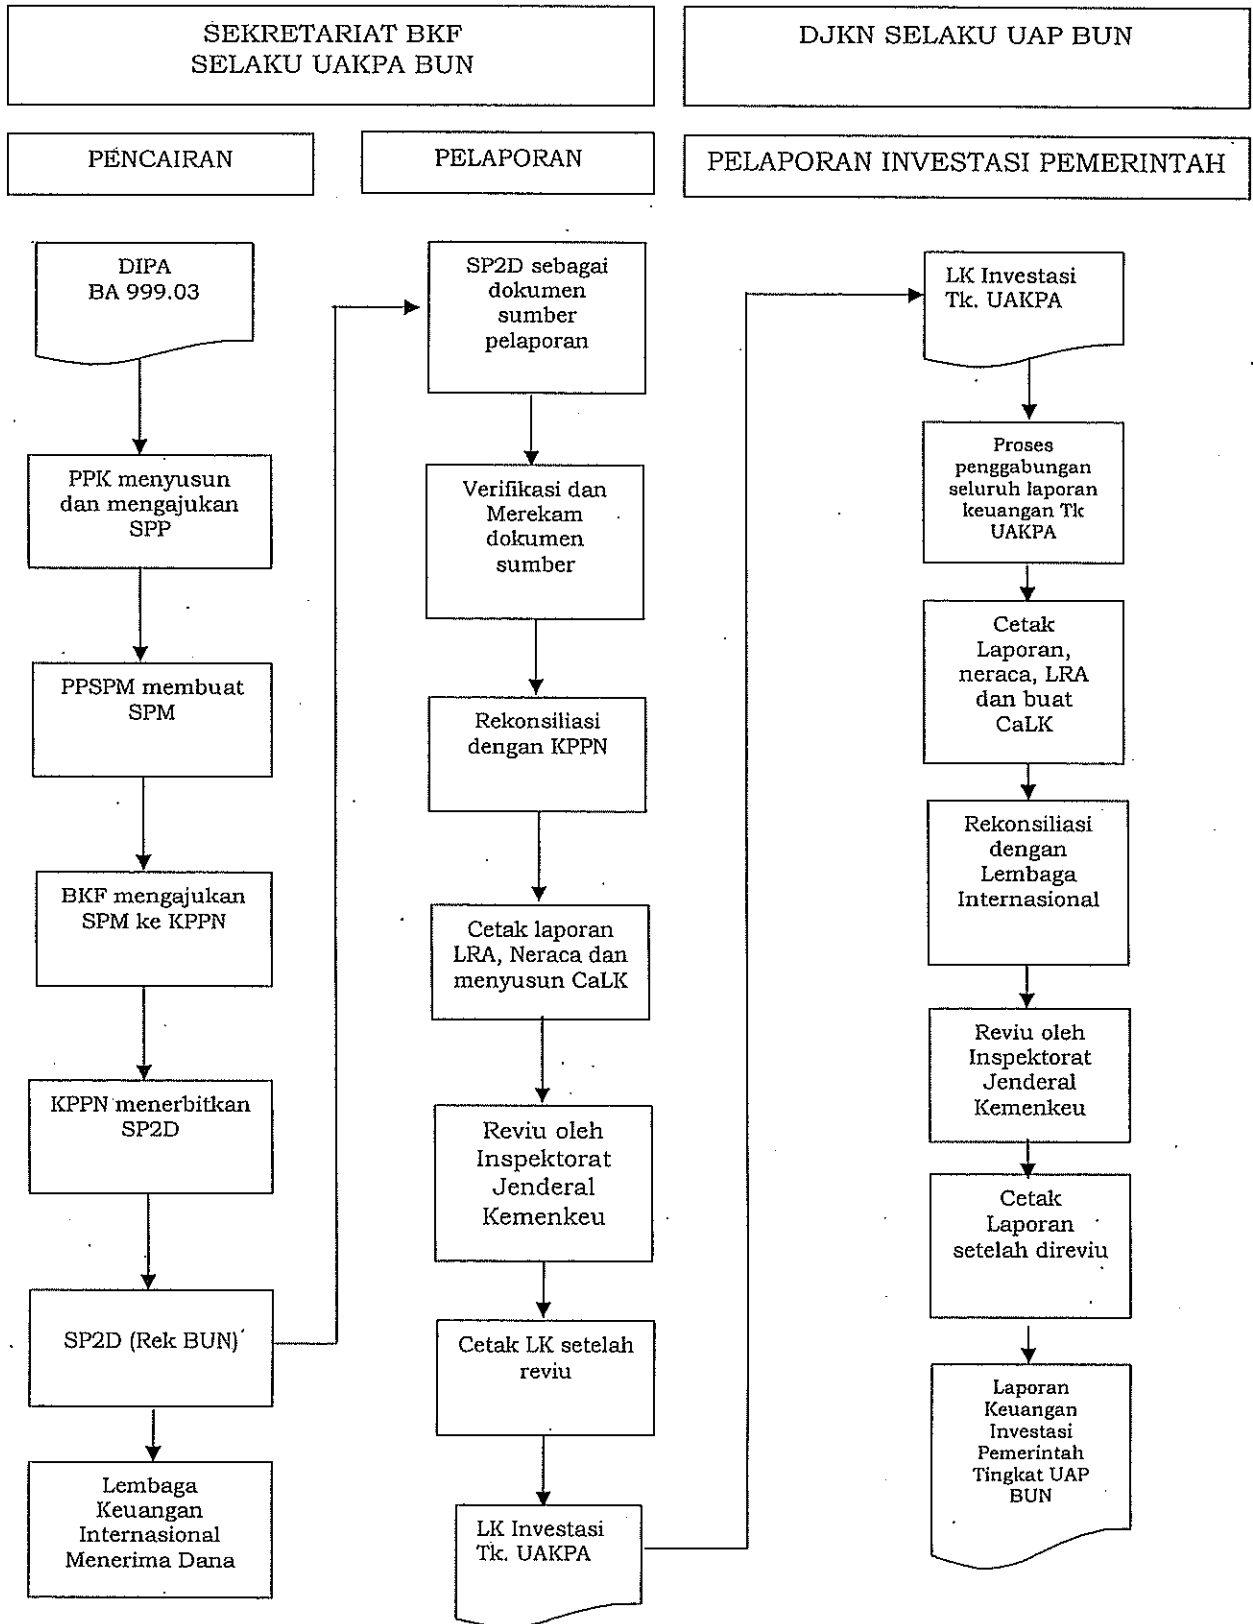 SEKRETARIAT BKF
SELAKU UAKPA BUN
DJKN SELAKU UAP BUN
PENCAIRAN
PELAPORAN
PELAPORAN INVESTASI PEMERINTAH
DIPA
BA 999.03
PPK menyusun
dan mengajukan
SPP
PPSPM membuat
SPM
BKF mengajukan
SPM ke KPPN
KPPN menerbitkan
SP2D
SP2D (Rek BUN)
Lembaga
Keuangan
Internasional
Menerima Dana
SP2D sebagai
dokumen
sumber
pelaporan
Verifikasi dan
Merekam
dokumen
sumber
Rekonsiliasi
dengan KPPN
Cetak laporan
LRA, Neraca dan
menyusun CaLK
Reviu oleh
Inspektorat
Jenderal
Kemenkeu
Cetak LK setelah
reviu
LK Investasi
Tk. UAKPA
LK Investasi
Tk. UAKPA
Proses
penggabungan
seluruh laporan
keuangan Tk
UAKPA
Cetak
Laporan,
neraca, LRA
dan buat
CaLK
Rekonsiliasi
dengan
Lembaga
Internasional
Reviu oleh
Inspektorat
Jenderal
Kemenkeu
Cetak
Laporan
setelah direviu
Laporan
Keuangan
Investasi
Pemerintah
Tingkat UAP
BUN